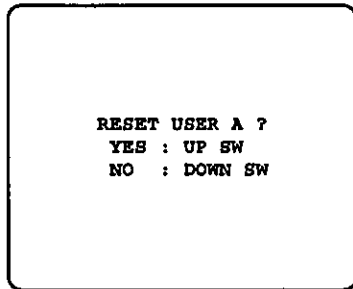 RESET USER A ?
YES : UP SW
NO : DOWN SW